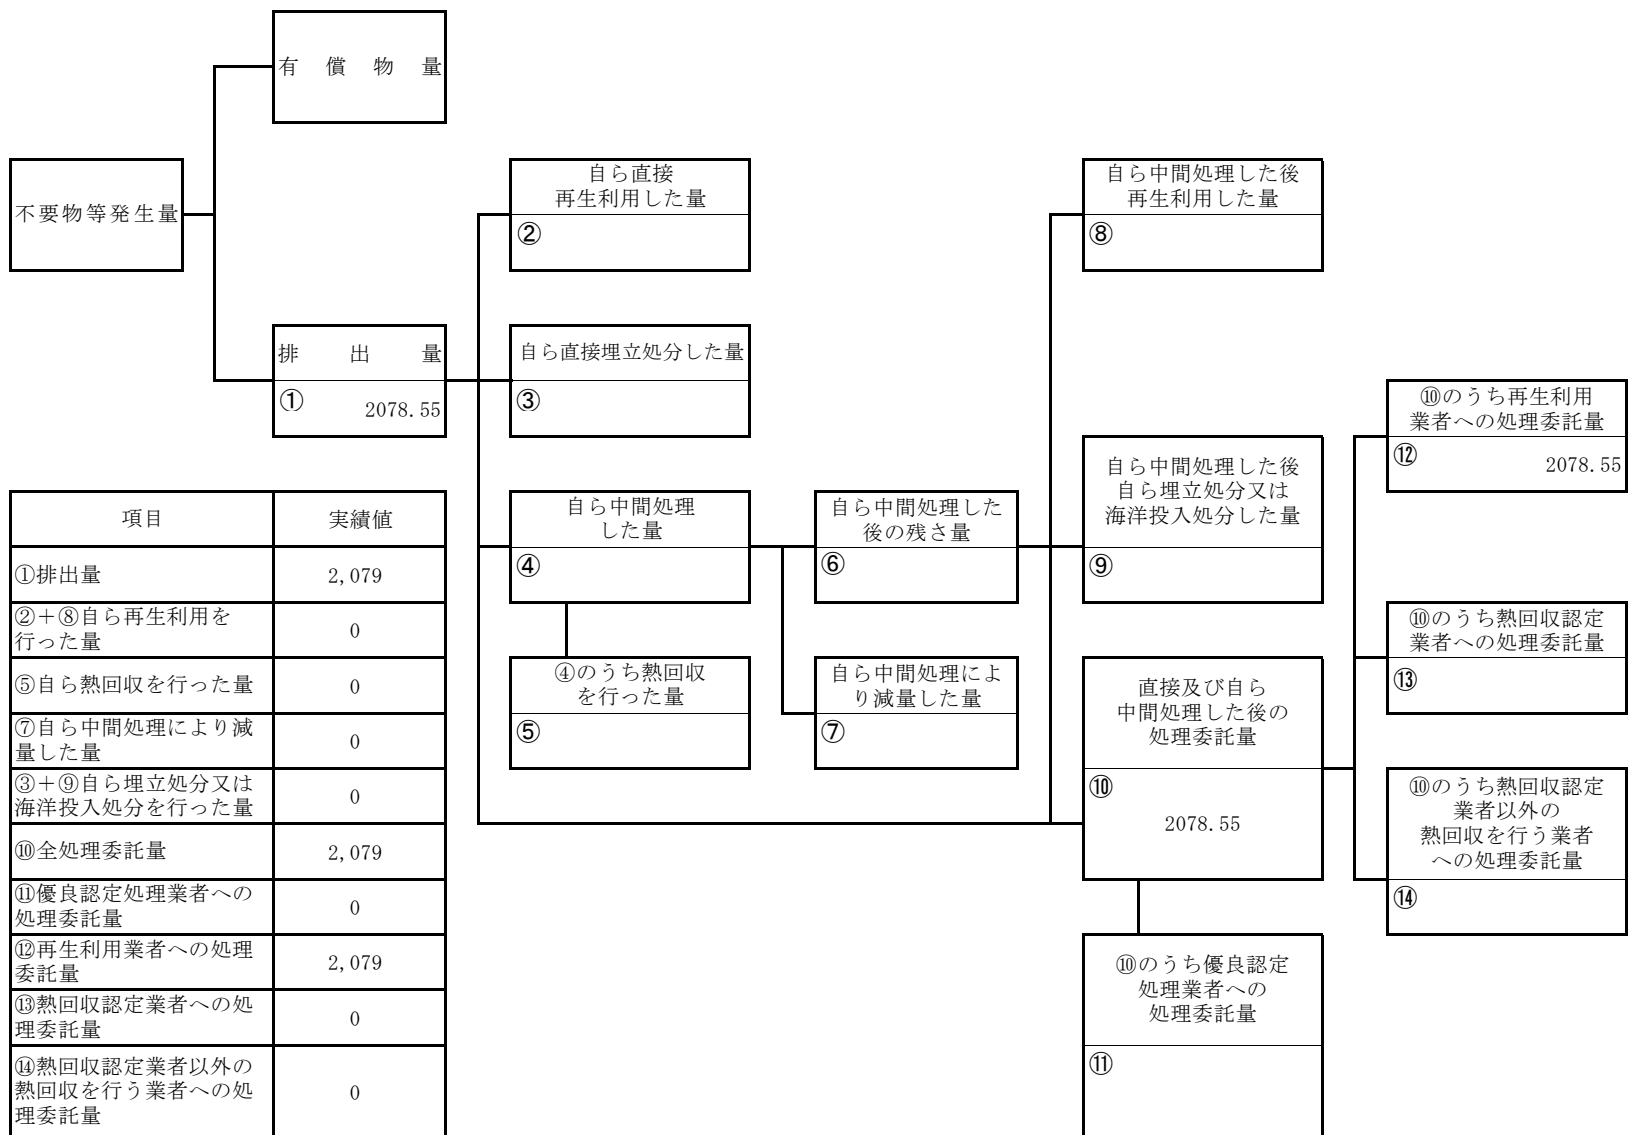 有償物量
不要物等発生量
自ら直接
再生利用した量
②
自ら中間処理した後
再生利用した量
⑧
排出量
① 2078.55
自ら直接埋立処分した量
③
⑩のうち再生利用
業者への処理委託量
⑫ 2078.55
自ら中間処理
した量
④
自ら中間処理した
後の残さ量
⑥
自ら中間処理した後
自ら埋立処分又は
海洋投入処分した量
⑨
⑩のうち熱回収認定
業者への処理委託量
⑬
④のうち熱回収
を行った量
⑤
自ら中間処理によ
り減量した量
⑦
直接及び自ら
中間処理した後の
処理委託量
⑩
2078.55
⑩のうち熱回収認定
業者以外の
熱回収を行う業者
への処理委託量
⑭
⑩のうち優良認定
処理業者への
処理委託量
⑪
項目 実績値
①排出量 2,079
②＋⑧自ら再生利用を
行った量 0
⑤自ら熱回収を行った量 0
⑦自ら中間処理により減
量した量 0
③＋⑨自ら埋立処分又は
海洋投入処分を行った量 0
⑩全処理委託量 2,079
⑪優良認定処理業者への
処理委託量 0
⑫再生利用業者への処理
委託量 2,079
⑬熱回収認定業者への処
理委託量 0
⑭熱回収認定業者以外の
熱回収を行う業者への処
理委託量 0